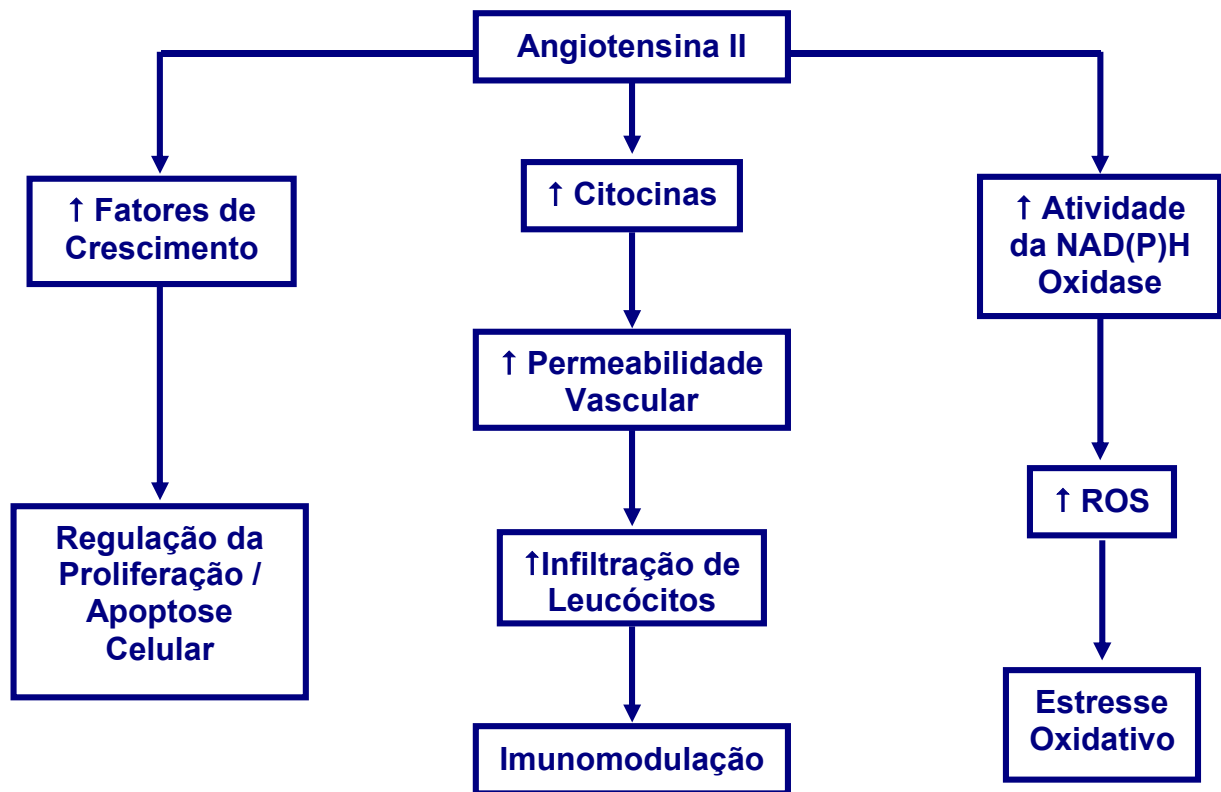 Angiotensina II
↑ Fatores de
Crescimento
Regulação da
Proliferação /
Apoptose
Celular
↑ Citocinas
↑ Permeabilidade
Vascular
↑Infiltração de
Leucócitos
Imunomodulação
↑ Atividade
da NAD(P)H
Oxidase
↑ ROS
Estresse
Oxidativo